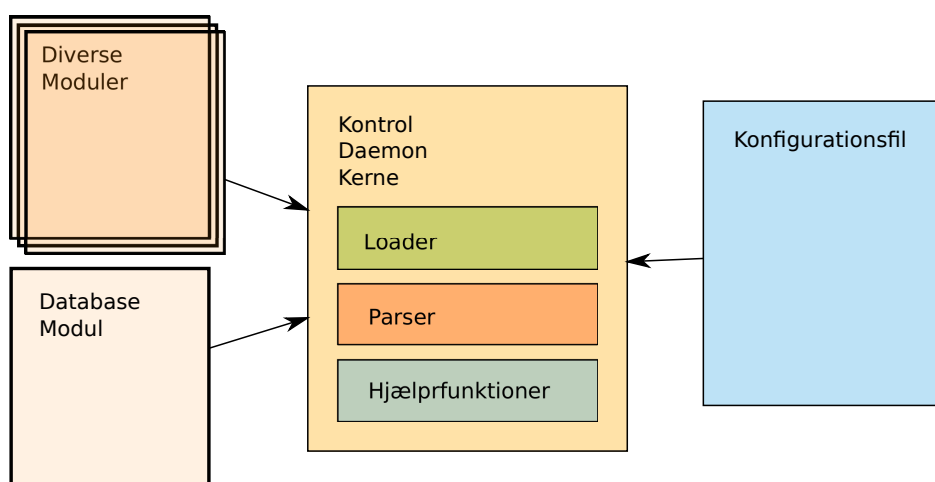 Diverse
Moduler
Database
Modul
Kontrol
Daemon
Kerne
Loader
Parser
Hjælprfunktioner
Konfigurationsfil